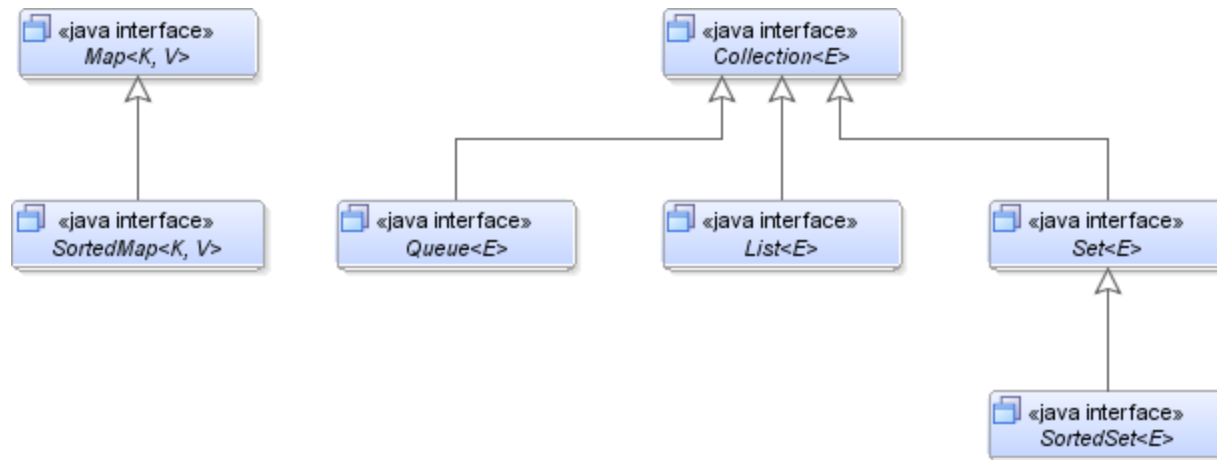 «java interface»
Map<K, V>
«java interface»
Collection<E>
«java interface»
SortedMap<K, V>
«java interface»
Queue<E>
«java interface»
List<E>
«java interface»
Set<E>
«java interface»
SortedSet<E>